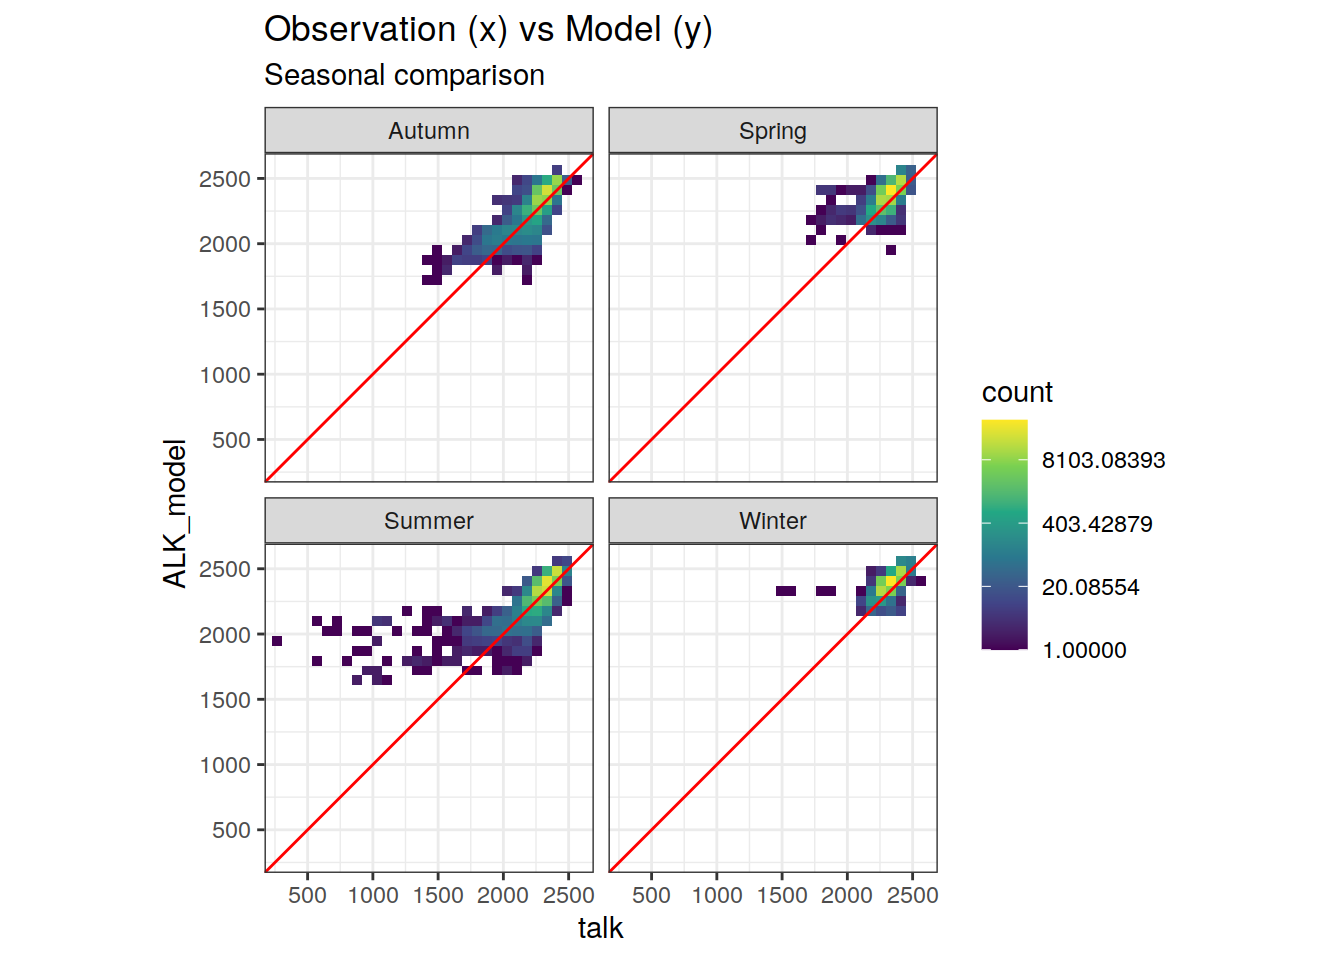 Observation (x) vs Model (y)
Seasonal comparison
Autumn
Spring
2500
2000
1500
1000
500
Summer
Winter
2500
2000
1500
1000
500
500 1000 1500 2000 2500
500 1000 1500 2000 2500
talk
ALK_model
count
8103.08393
403.42879
20.08554
1.00000